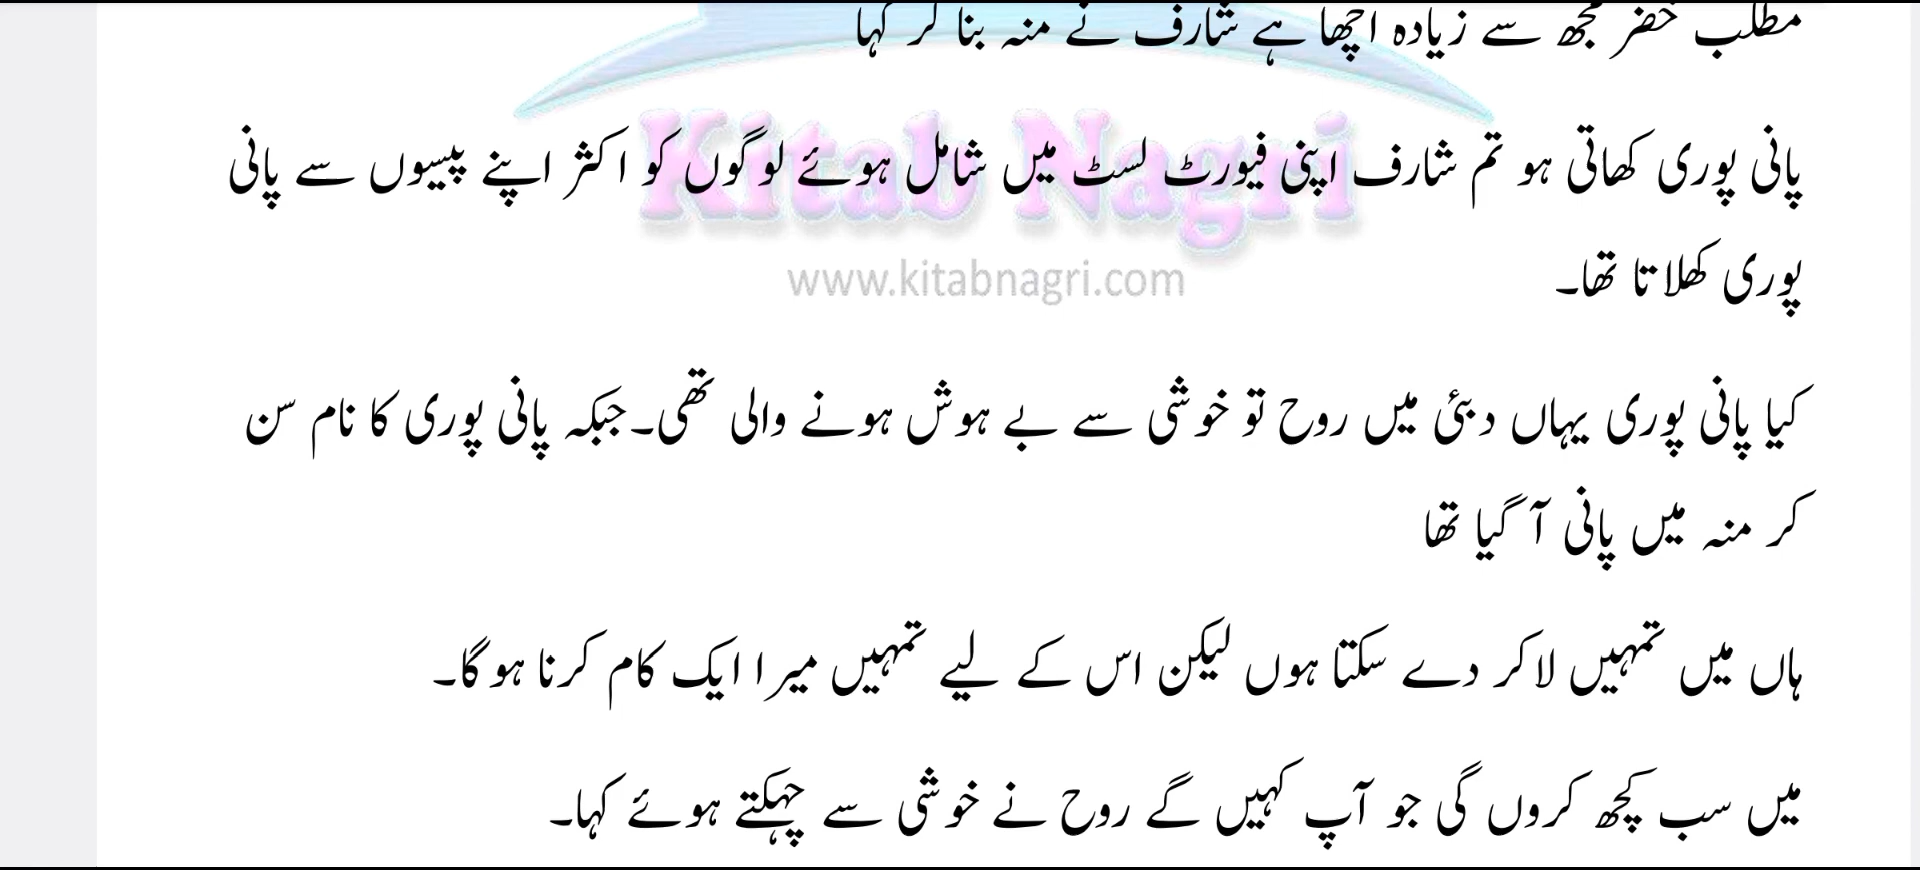 مطلب خضر مجھ سے زیادہ اچھا ہے شارف نے منہ بنا کر کہا
پانی پوری کھاتی ہو تم شارف اپنی فیورٹ لسٹ میں شامل ہوئے لوگوں کو اکثر اپنے پیسوں سے پانی
پوری کھلاتا تھا۔
کیا پانی پوری یہاں دبئی میں روح تو خوشی سے بے ہوش ہونے والی تھی۔جبکہ پانی پوری کا نام سن
کر منہ میں پانی آگیا تھا
ہاں میں تمہیں لا کر دے سکتا ہوں لیکن اس کے لیے تمہیں میرا ایک کام کرنا ہو گا۔
میں سب کچھ کروں گی جو آپ کہیں گے روح نے خوشی سے چہکتے ہوئے کہا۔
Kitab Nagri
www.kitabnagri.com